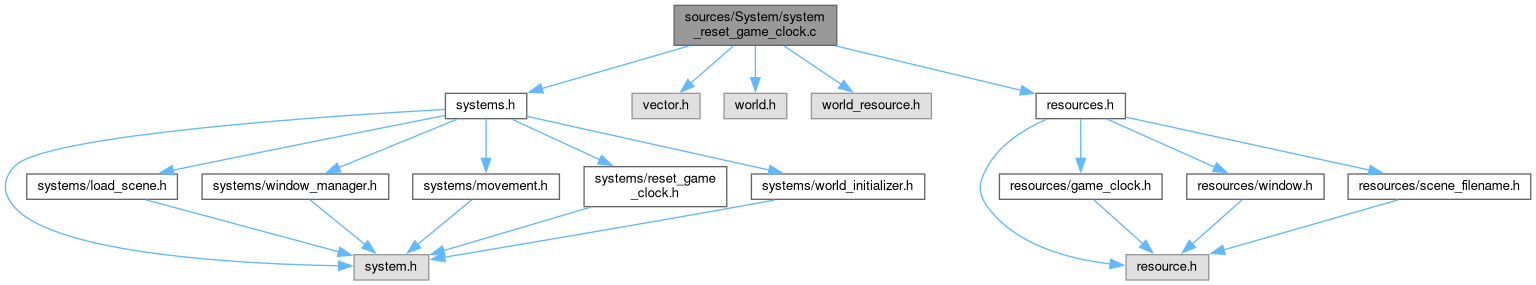 sources/System/system
_reset_game_clock.c
systems.h
vector.h
world.h
world_resource.h
resources.h
systems/load_scene.h
systems/window_manager.h
systems/movement.h
systems/reset_game
_clock.h
systems/world_initializer.h
resources/game_clock.h
resources/window.h
resources/scene_filename.h
system.h
resource.h